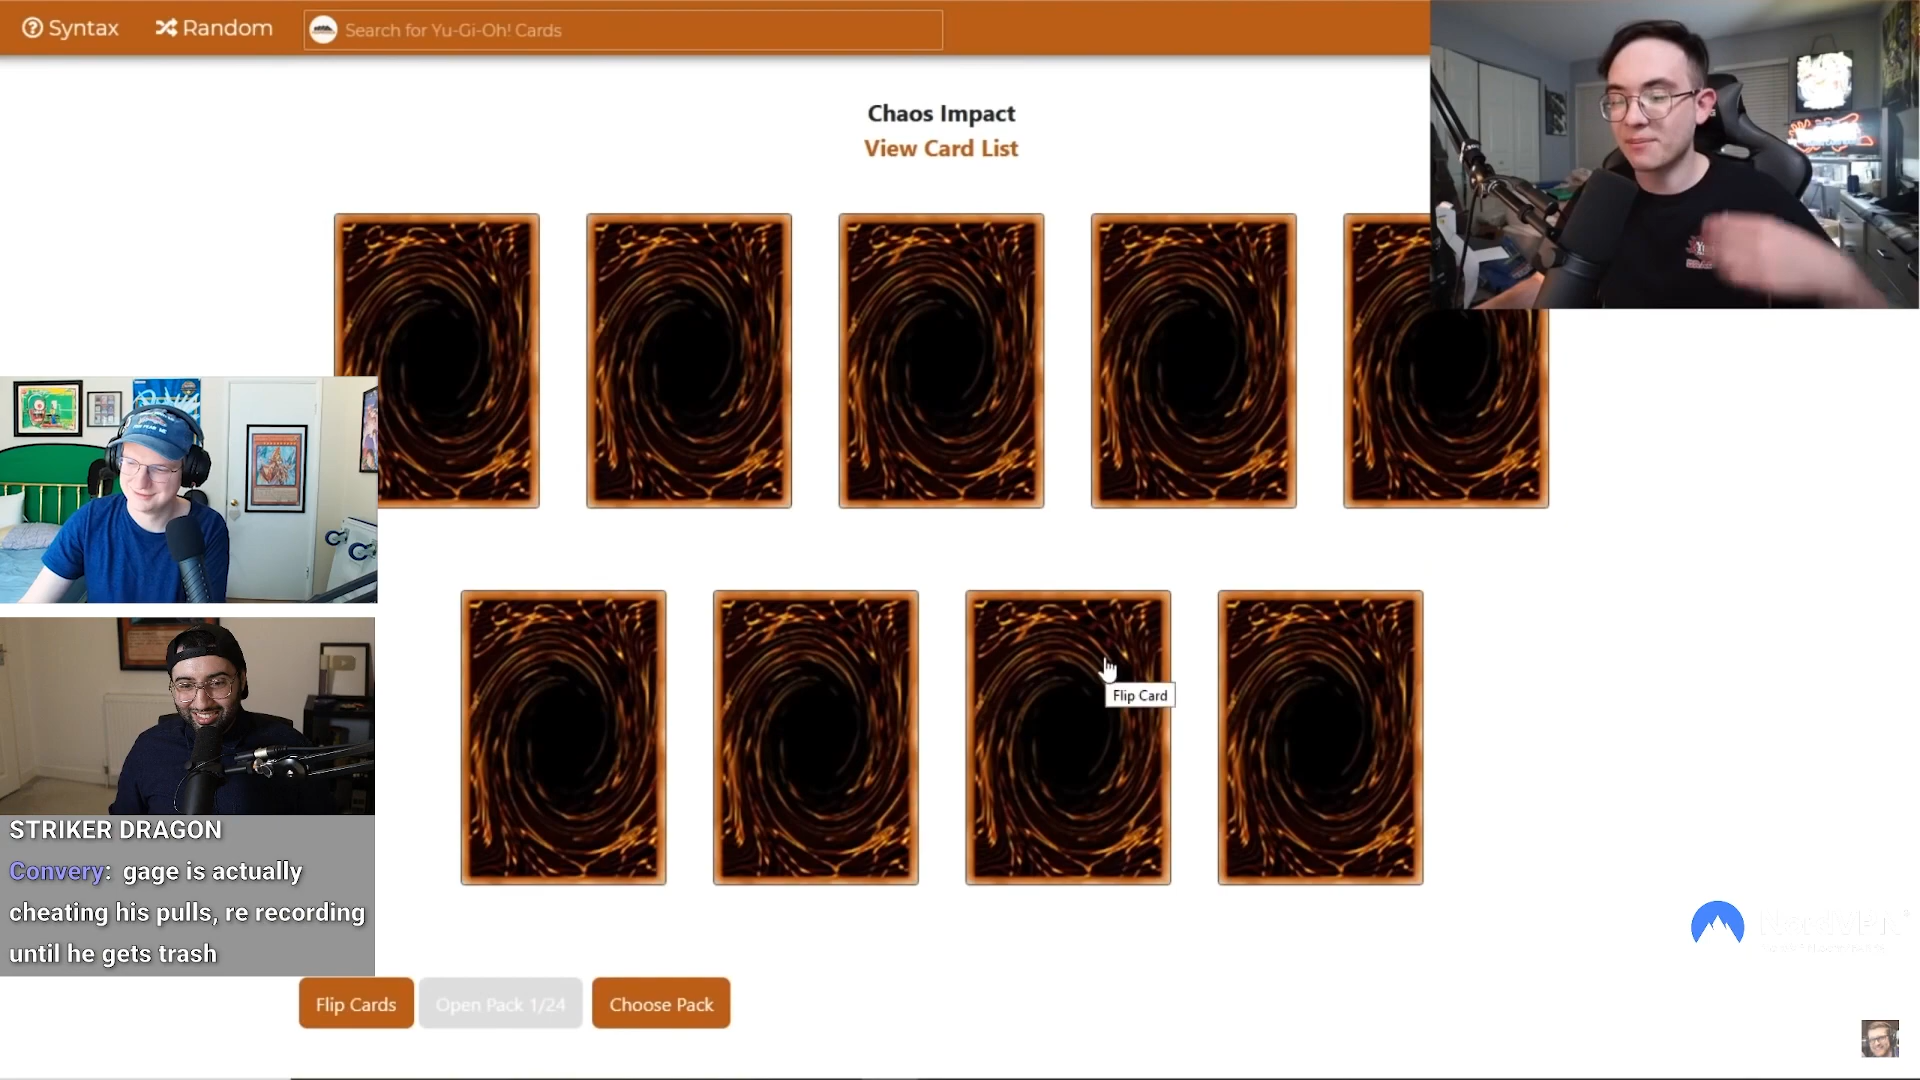 Syntax
Random
Search for Yu-Gi-Oh! Cards
Chaos Impact
View Card List
Flip Card
STRIKER DRAGON
Convery: gage is actually
cheating his pulls, re recording
until he gets trash
Flip Cards
Open Pack 1/24
Choose Pack
NordVPN